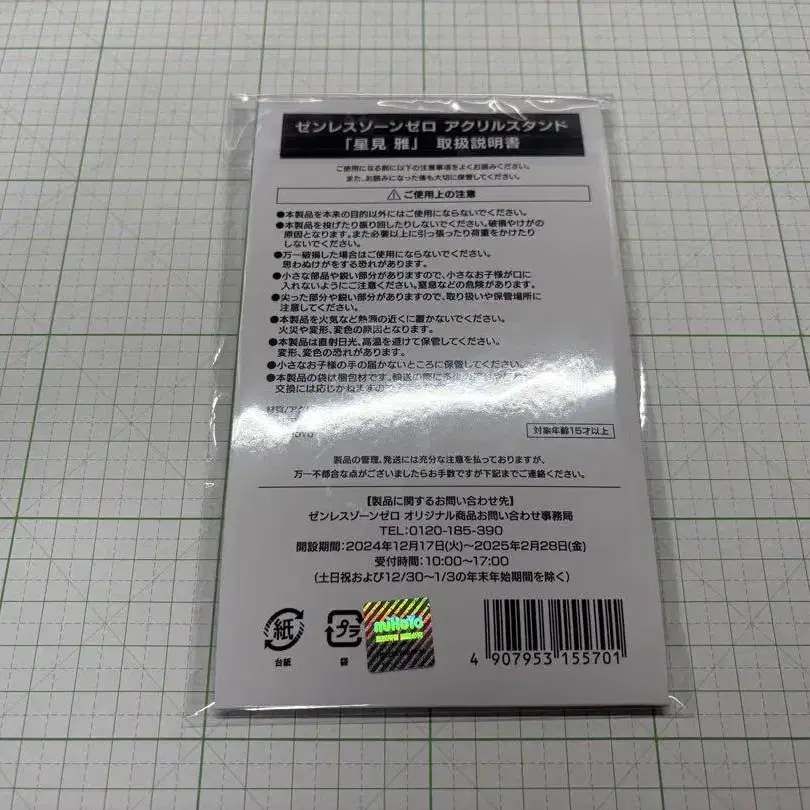 ゼンレスゾーンゼロ アクリルスタンド
「星見 雅」 取扱説明書
ご使用になる前に以下の注意事項をよくお読みください。
また、お読みになった後も大切に保管してください。
⚠ご使用上の注意
●本製品を本来の目的以外にはご使用にならないでください。
●本製品を投げたり振り回したりしないでください。破損やけがの
原因となります。また必要以上に引っ張ったり荷重をかけたり
しないでください。
●万一破損した場合はご使用にならないでください。
思わぬけがをする恐れがあります。
●小さな部品や鋭い部分がありますので、小さなお子様が口に
入れないようにご注意ください。窒息などの危険があります。
●尖った部分や鋭い部分がありますので、取り扱いや保管場所に
注意してください。
●本製品を火気など熱源の近くに置かないでください。
火災や変形、変色の原因となります。
●本製品は直射日光、高温を避けて保管してください。
変形、変色の恐れがあります。
●小さなお子様の手の届かないところに保管してください。
●本製品の袋は梱包材です。輸送の際に
交換には応じかねますので
材質/アク
対象年齢15才以上
製品の管理、発送には充分な注意を払っておりますが、
万一不都合な点がございましたらお手数ですが下記までご連絡ください。
【製品に関するお問い合わせ先】
ゼンレスゾーンゼロ オリジナル商品お問い合わせ事務局
TEL:0120-185-390
開設期間:2024年12月17日(火)～2025年2月28日(金)
受付時間:10:00～17:00
(土日祝および12/30～1/3の年末年始期間を除く)
紙
台紙
プラ
袋
miHoYo
4 907953 155701